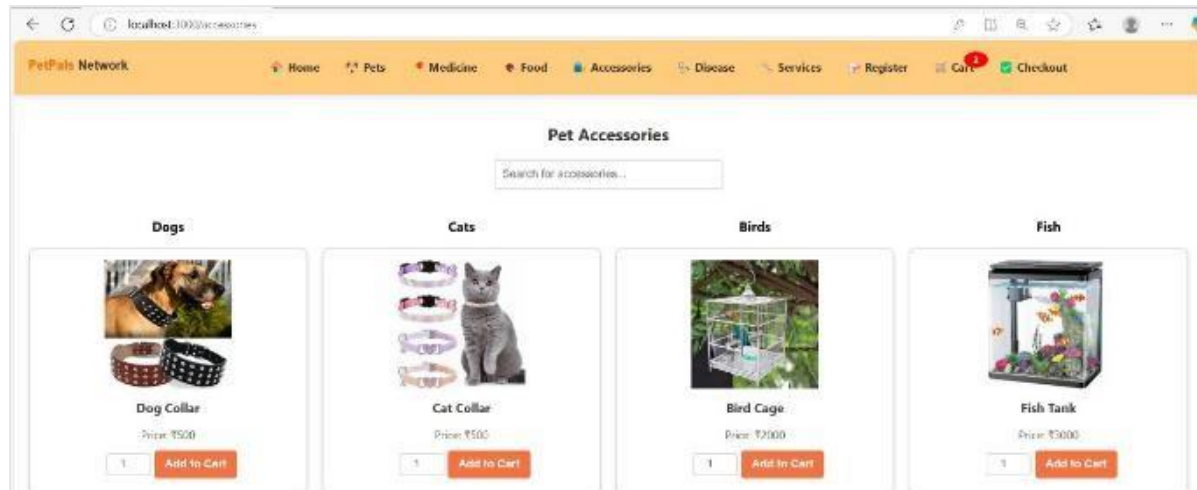 localhost:3000/accessories
PetPals Network
Home Pets Medicine Food Accessories Disease Services Register Cart 2 Checkout
Pet Accessories
Search for accessories...
Dogs Cats Birds Fish
Dog Collar Cat Collar Bird Cage Fish Tank
Price: ₹500 Price: ₹500 Price: ₹2000 Price: ₹3000
1 Add to Cart 1 Add to Cart 1 Add to Cart 1 Add to Cart